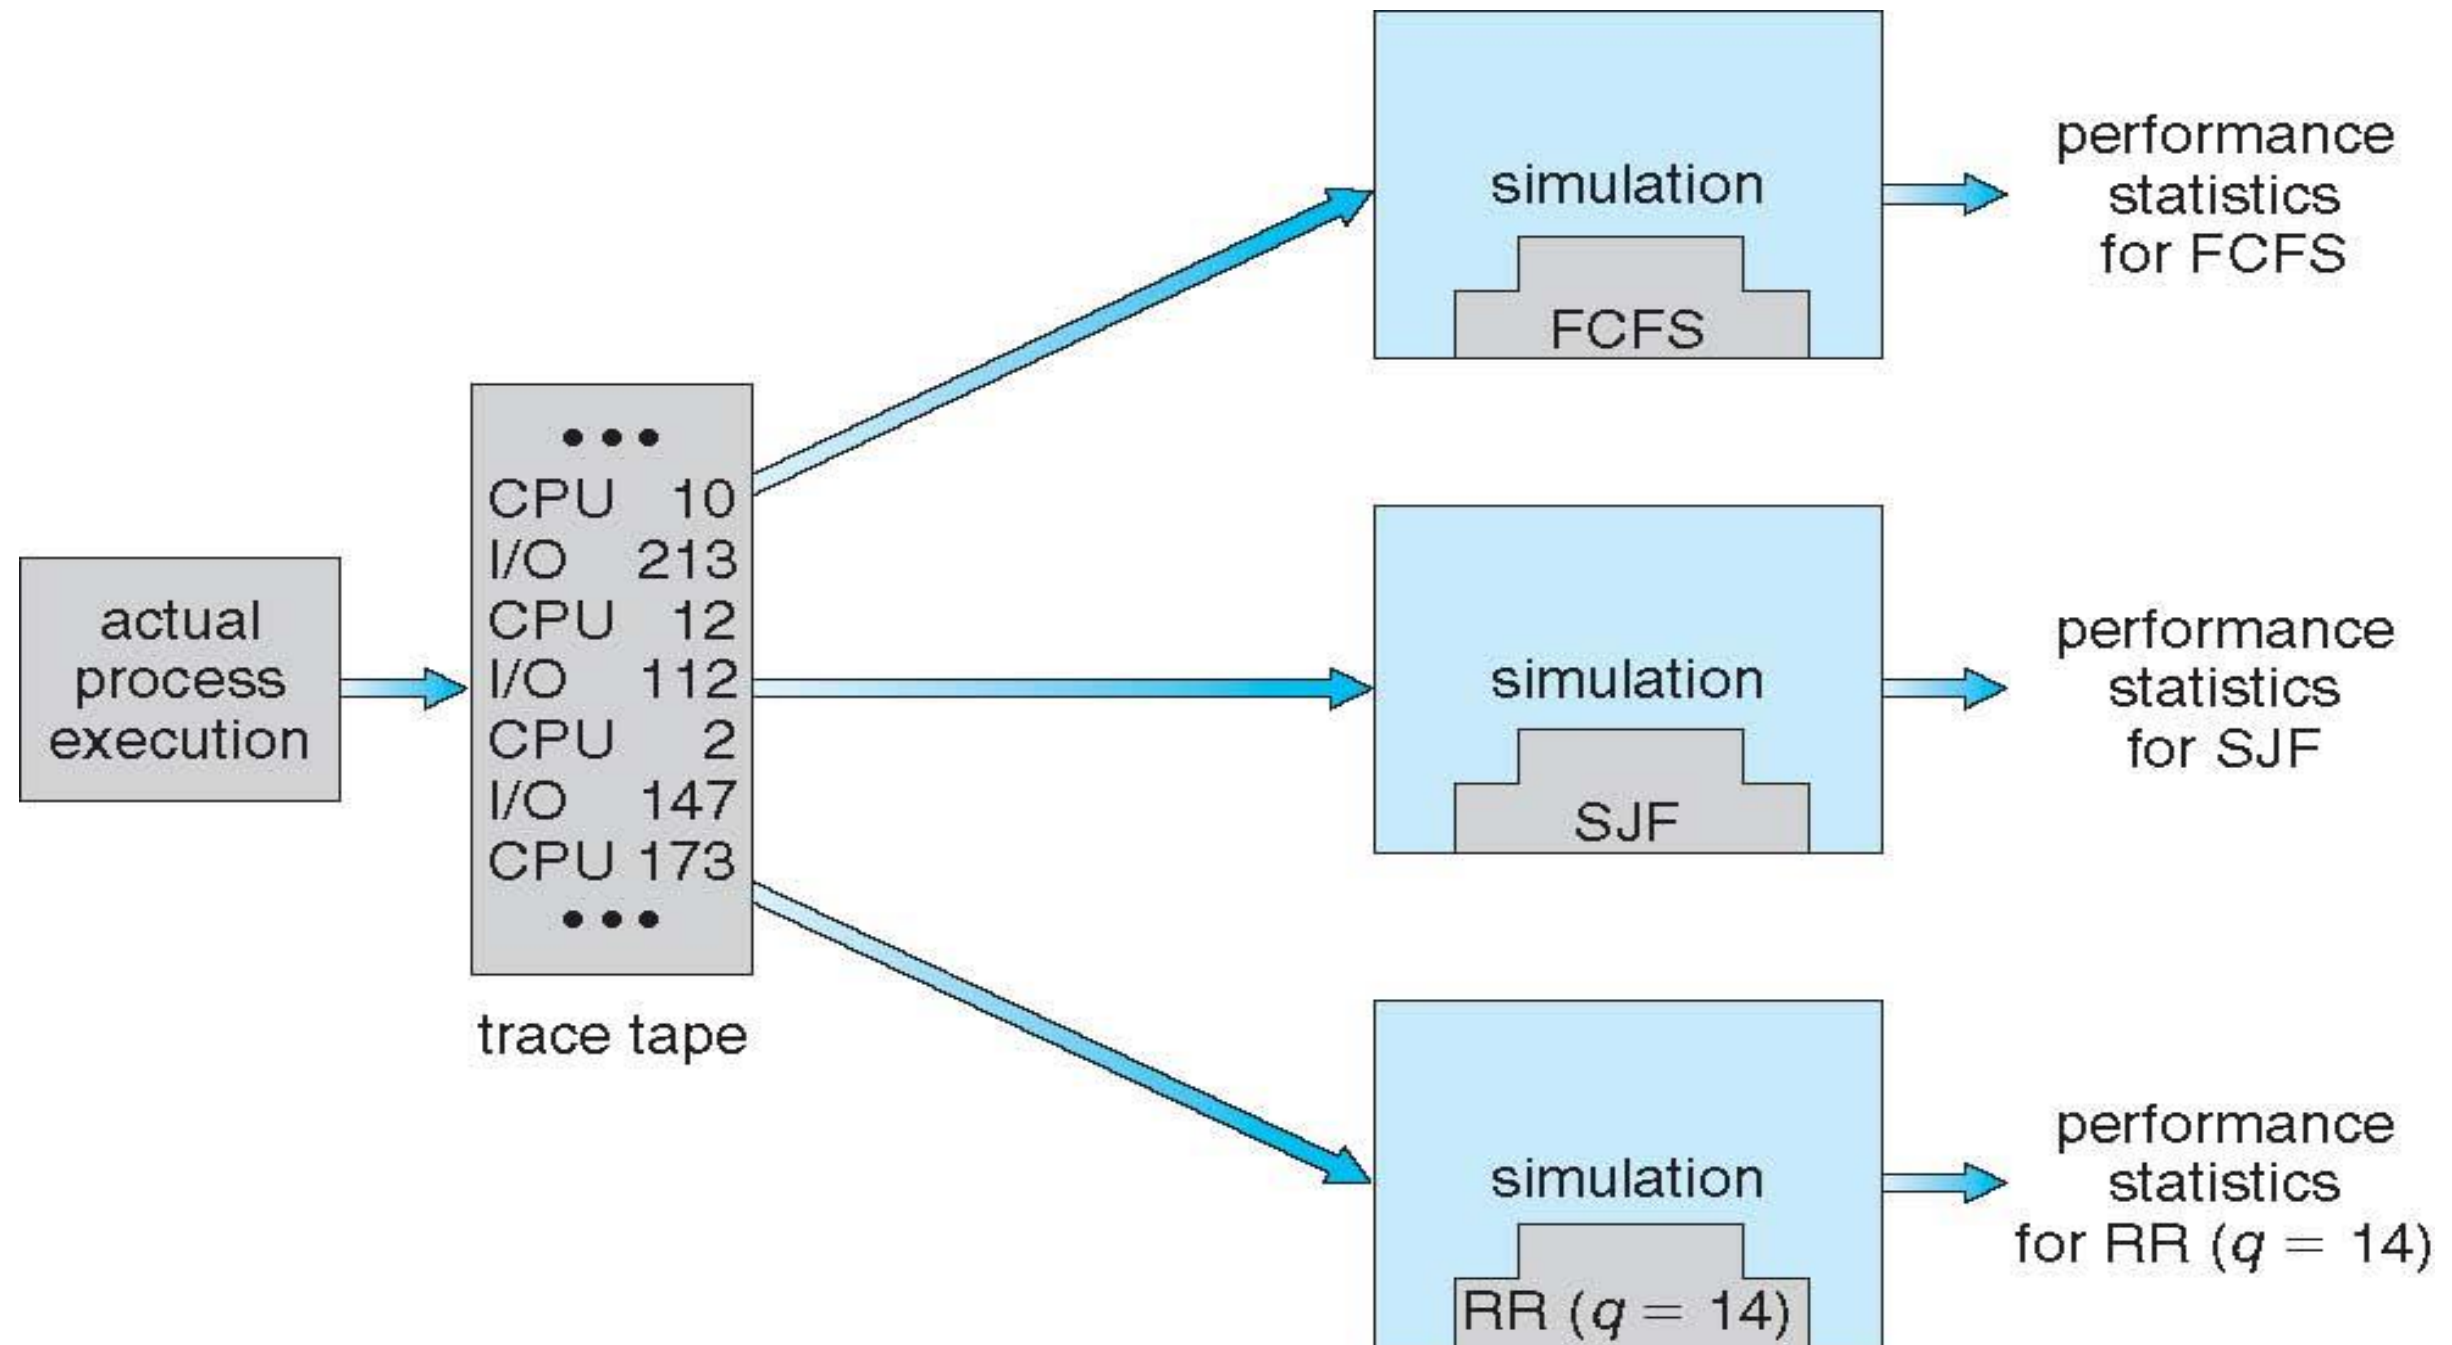 actual
process
execution
• • •
CPU 10
I/O 213
CPU 12
I/O 112
CPU 2
I/O 147
CPU 173
• • •
trace tape
simulation
FCFS
performance
statistics
for FCFS
simulation
SJF
performance
statistics
for SJF
simulation
RR (q = 14)
performance
statistics
for RR (q = 14)